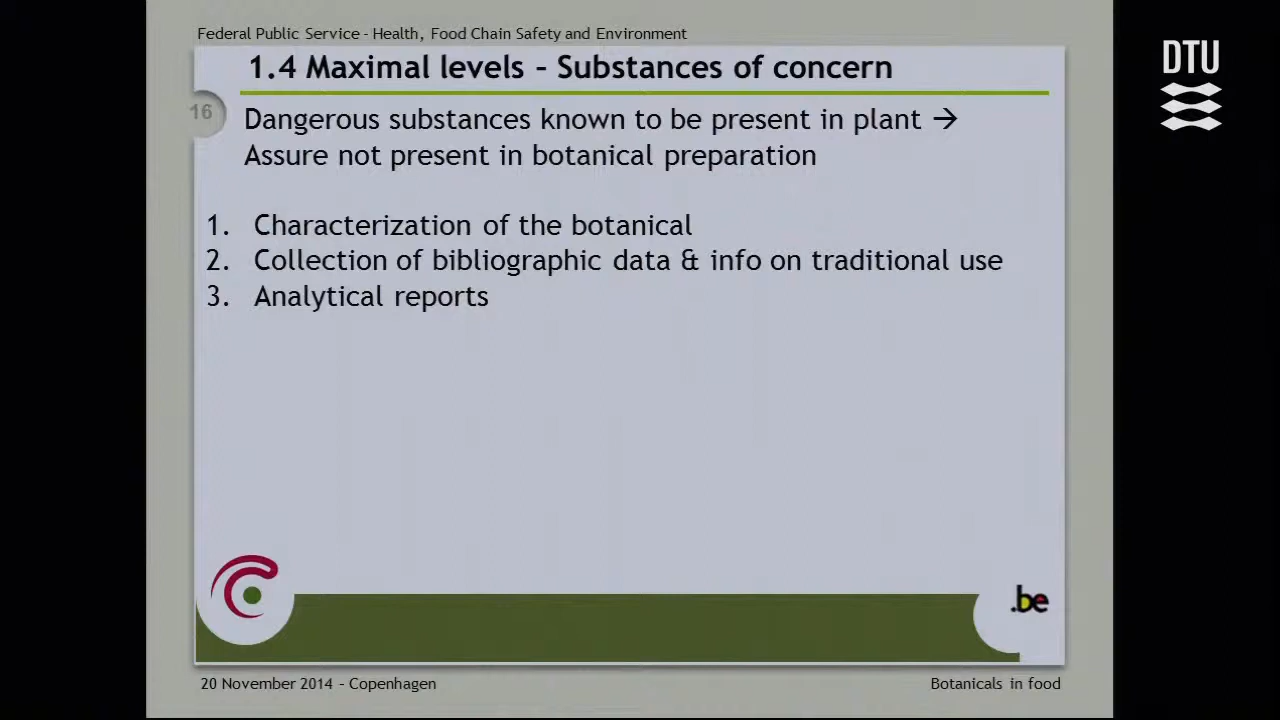 Federal Public Service - Health, Food Chain Safety and Environment
DTU
1.4 Maximal levels – Substances of concern
16
Dangerous substances known to be present in plant →
Assure not present in botanical preparation
1. Characterization of the botanical
2. Collection of bibliographic data & info on traditional use
3. Analytical reports
.be
20 November 2014 – Copenhagen
Botanicals in food